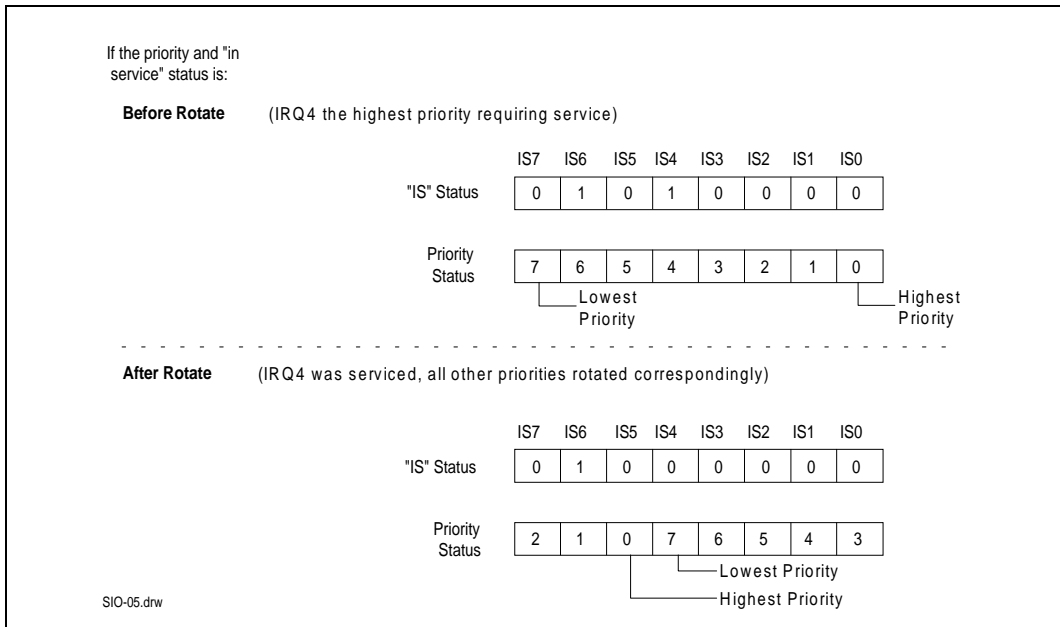 If the priority and "in
service" status is:
Before Rotate (IRQ4 the highest priority requiring service)
IS7 IS6 IS5 IS4 IS3 IS2 IS1 IS0
"IS" Status 0 1 0 1 0 0 0 0
Priority
Status
7 6 5 4 3 2 1 0
Lowest
Priority
Highest
Priority
After Rotate (IRQ4 was serviced, all other priorities rotated correspondingly)
IS7 IS6 IS5 IS4 IS3 IS2 IS1 IS0
"IS" Status 0 1 0 0 0 0 0 0
Priority
Status
2 1 0 7 6 5 4 3
Lowest Priority
Highest Priority
SIO-05.drw